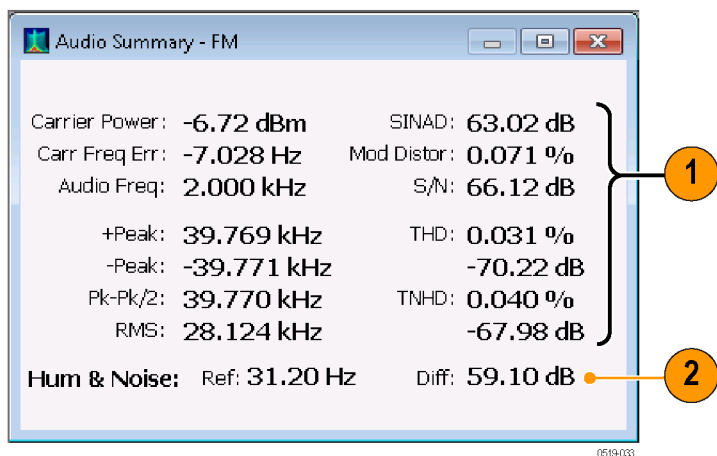 Audio Summary - FM
Carrier Power: -6.72 dBm SINAD: 63.02 dB
Carr Freq Err: -7.028 Hz Mod Distor: 0.071 %
Audio Freq: 2.000 kHz S/N: 66.12 dB
1
+Peak: 39.769 kHz THD: 0.031 %
-Peak: -39.771 kHz -70.22 dB
Pk-Pk/2: 39.770 kHz TNHD: 0.040 %
RMS: 28.124 kHz -67.98 dB
Hum & Noise: Ref: 31.20 Hz Diff: 59.10 dB
2
0519-033